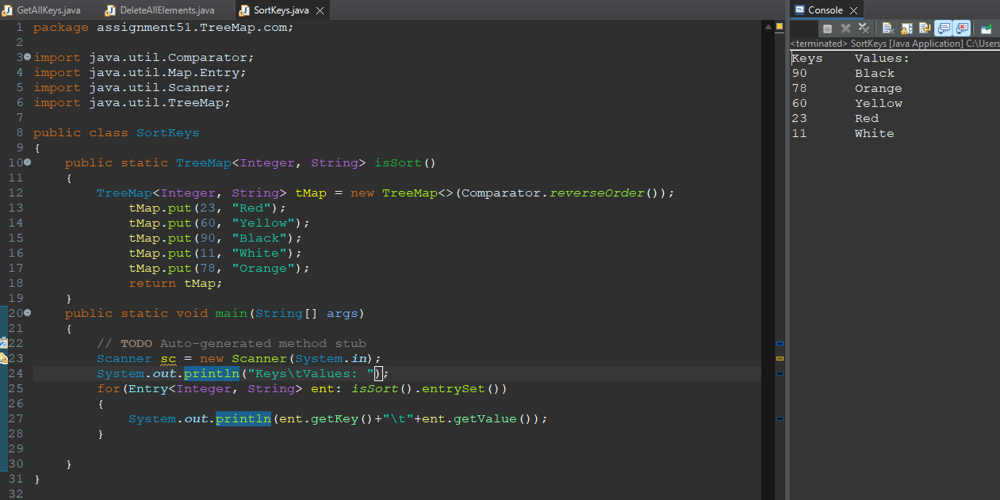 GetAllKeys.java DeleteAllElements.java SortKeys.java
1 package assignment51.TreeMap.com;
2
3 import java.util.Comparator;
4 import java.util.Map.Entry;
5 import java.util.Scanner;
6 import java.util.TreeMap;
7
8 public class SortKeys
9 {
10     public static TreeMap<Integer, String> isSort()
11     {
12         TreeMap<Integer, String> tMap = new TreeMap<>(Comparator.reverseOrder());
13             tMap.put(23, "Red");
14             tMap.put(60, "Yellow");
15             tMap.put(90, "Black");
16             tMap.put(11, "White");
17             tMap.put(78, "Orange");
18             return tMap;
19     }
20     public static void main(String[] args)
21     {
22         // TODO Auto-generated method stub
23         Scanner sc = new Scanner(System.in);
24         System.out.println("Keys\tValues: ");
25         for(Entry<Integer, String> ent: isSort().entrySet())
26         {
27             System.out.println(ent.getKey()+"\t"+ent.getValue());
28         }
29
30     }
31 }
32
Console
<terminated> SortKeys [Java Application] C:\Users
Keys	Values:
90	Black
78	Orange
60	Yellow
23	Red
11	White